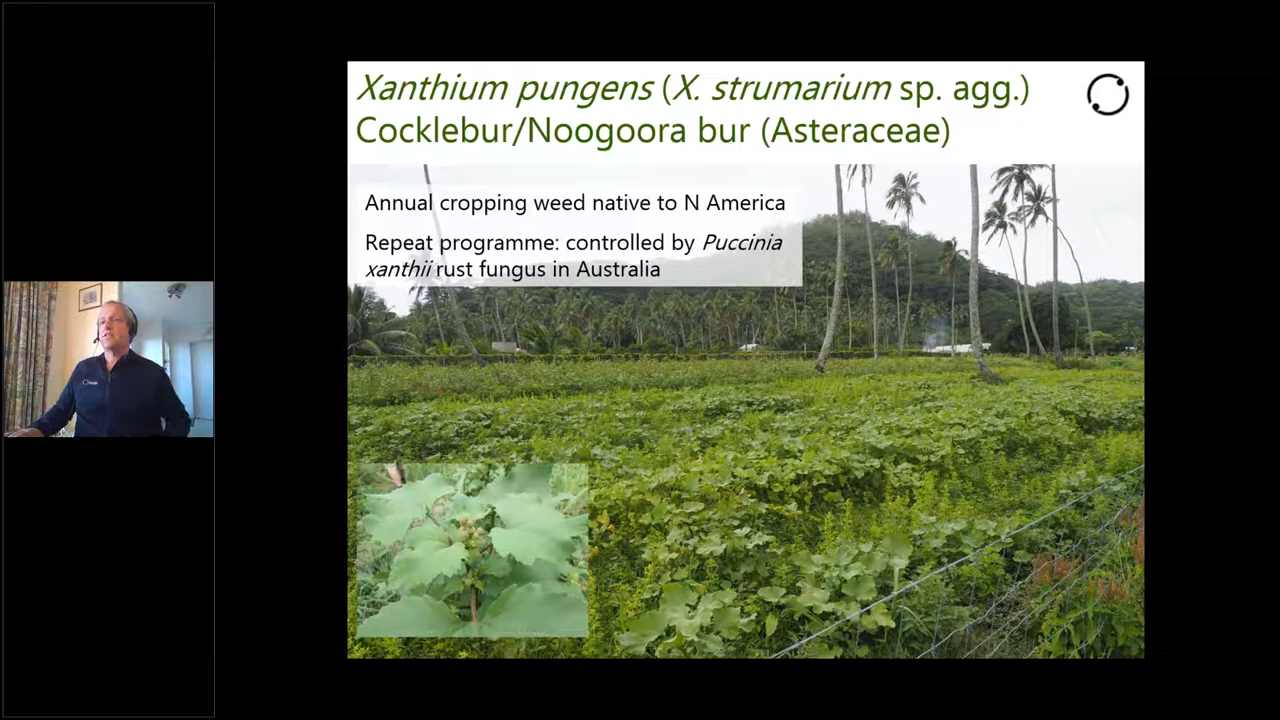 Xanthium pungens (X. strumarium sp. agg.)
Cocklebur/Noogoora bur (Asteraceae)
Annual cropping weed native to N America
Repeat programme: controlled by Puccinia
xanthii rust fungus in Australia